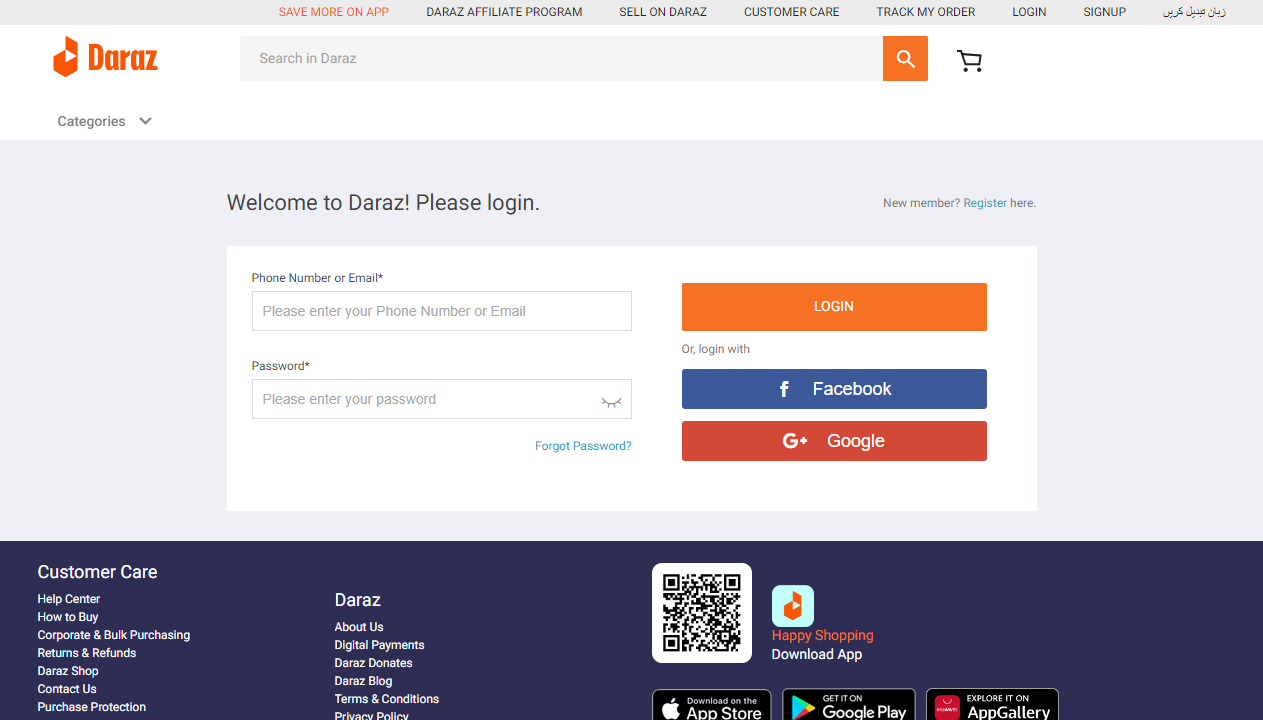 SAVE MORE ON APP DARAZ AFFILIATE PROGRAM SELL ON DARAZ CUSTOMER CARE TRACK MY ORDER LOGIN SIGNUP زبان تبدیل کریں
Daraz
Search in Daraz
Categories
Welcome to Daraz! Please login.
New member? Register here.
Phone Number or Email*
Please enter your Phone Number or Email
Password*
Please enter your password
Forgot Password?
LOGIN
Or, login with
f Facebook
G+ Google
Customer Care
Help Center
How to Buy
Corporate & Bulk Purchasing
Returns & Refunds
Daraz Shop
Contact Us
Purchase Protection
Daraz
About Us
Digital Payments
Daraz Donates
Daraz Blog
Terms & Conditions
Privacy Policy
Happy Shopping
Download App
Download on the
App Store
GET IT ON
Google Play
HUAWEI
EXPLORE IT ON
AppGallery